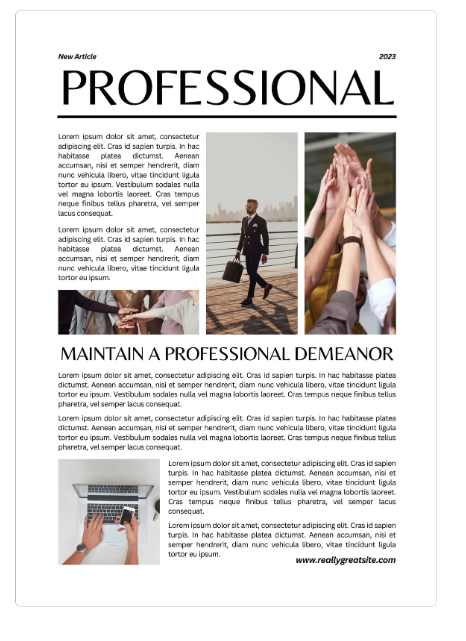 New Article
2023
PROFESSIONAL
Lorem ipsum dolor sit amet, consectetur
adipiscing elit. Cras id sapien turpis. In hac
habitasse platea dictumst. Aenean
accumsan, nisi et semper hendrerit, diam
nunc vehicula libero, vitae tincidunt ligula
tortor eu ipsum. Vestibulum sodales nulla
vel magna lobortis laoreet. Cras tempus
neque finibus tellus pharetra, vel semper
lacus consequat.
Lorem ipsum dolor sit amet, consectetur
adipiscing elit. Cras id sapien turpis. In hac
habitasse platea dictumst. Aenean
accumsan, nisi et semper hendrerit, diam
nunc vehicula libero, vitae tincidunt ligula
tortor eu ipsum.
MAINTAIN A PROFESSIONAL DEMEANOR
Lorem ipsum dolor sit amet, consectetur adipiscing elit. Cras id sapien turpis. In hac habitasse platea
dictumst. Aenean accumsan, nisi et semper hendrerit, diam nunc vehicula libero, vitae tincidunt ligula
tortor eu ipsum. Vestibulum sodales nulla vel magna lobortis laoreet. Cras tempus neque finibus tellus
pharetra, vel semper lacus consequat.
Lorem ipsum dolor sit amet, consectetur adipiscing elit. Cras id sapien turpis. In hac habitasse platea
dictumst. Aenean accumsan, nisi et semper hendrerit, diam nunc vehicula libero, vitae tincidunt ligula
tortor eu ipsum. Vestibulum sodales nulla vel magna lobortis laoreet. Cras tempus neque finibus tellus
pharetra, vel semper lacus consequat.
Lorem ipsum dolor sit amet, consectetur adipiscing elit. Cras id sapien
turpis. In hac habitasse platea dictumst. Aenean accumsan, nisi et
semper hendrerit, diam nunc vehicula libero, vitae tincidunt ligula
tortor eu ipsum. Vestibulum sodales nulla vel magna lobortis laoreet.
Cras tempus neque finibus tellus pharetra, vel semper lacus
consequat.
Lorem ipsum dolor sit amet, consectetur adipiscing elit. Cras id sapien
turpis. In hac habitasse platea dictumst. Aenean accumsan, nisi et
semper hendrerit, diam nunc vehicula libero, vitae tincidunt ligula
tortor eu ipsum.
www.reallygreatsite.com